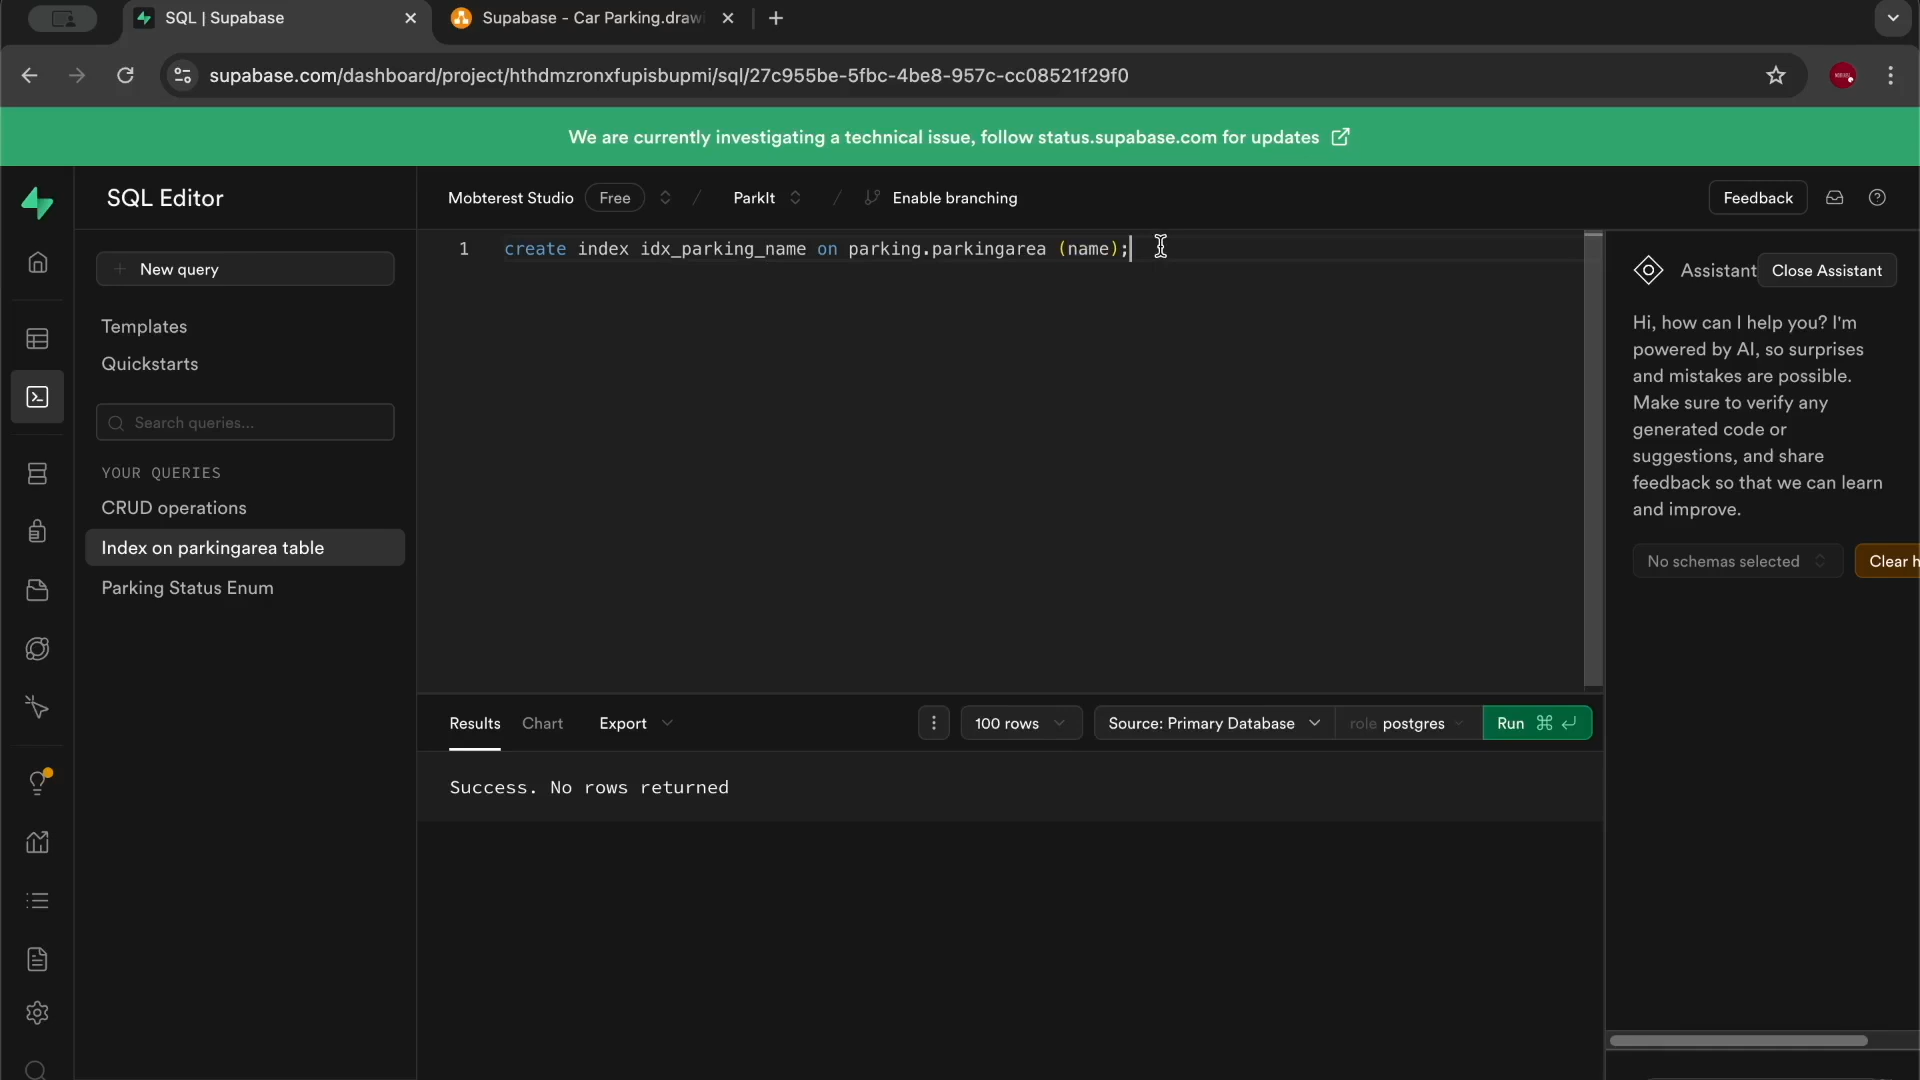 SQL | Supabase
Supabase - Car Parking.draw
supabase.com/dashboard/project/hthdmzronxfupisbupmi/sql/27c955be-5fbc-4be8-957c-cc08521f29f0
We are currently investigating a technical issue, follow status.supabase.com for updates
SQL Editor
Mobterest Studio Free / ParkIt / Enable branching
Feedback
New query
Templates
Quickstarts
Search queries...
YOUR QUERIES
CRUD operations
Index on parkingarea table
Parking Status Enum
1 create index idx_parking_name on parking.parkingarea (name);
Assistant
Close Assistant
Hi, how can I help you? I'm
powered by AI, so surprises
and mistakes are possible.
Make sure to verify any
generated code or
suggestions, and share
feedback so that we can learn
and improve.
No schemas selected
Clear h
Results Chart Export
100 rows
Source: Primary Database
role postgres
Run ⌘ ↵
Success. No rows returned